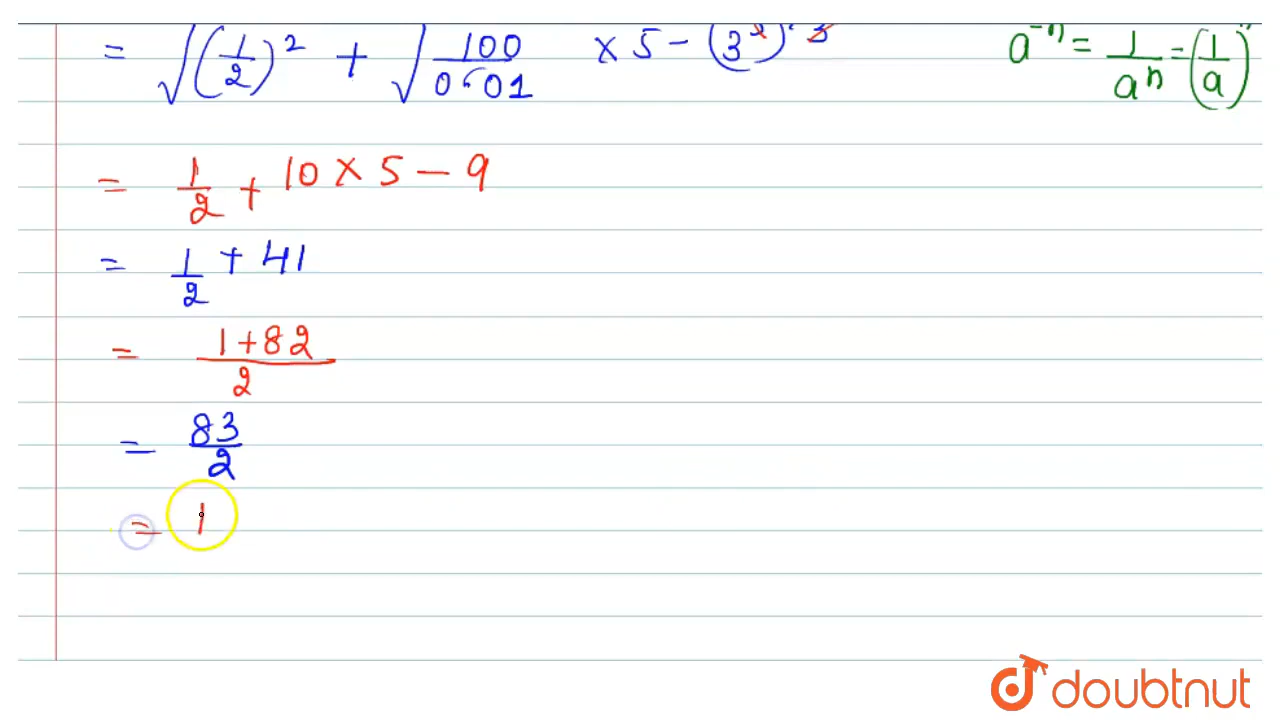 = √(1/2)² + √100/0.01 × 5 - (3²)
a⁻ⁿ = 1/aⁿ = (1/a)ⁿ
= 1/2 + 10 × 5 - 9
= 1/2 + 41
= 1+82/2
= 83/2
= 1
doubtnut